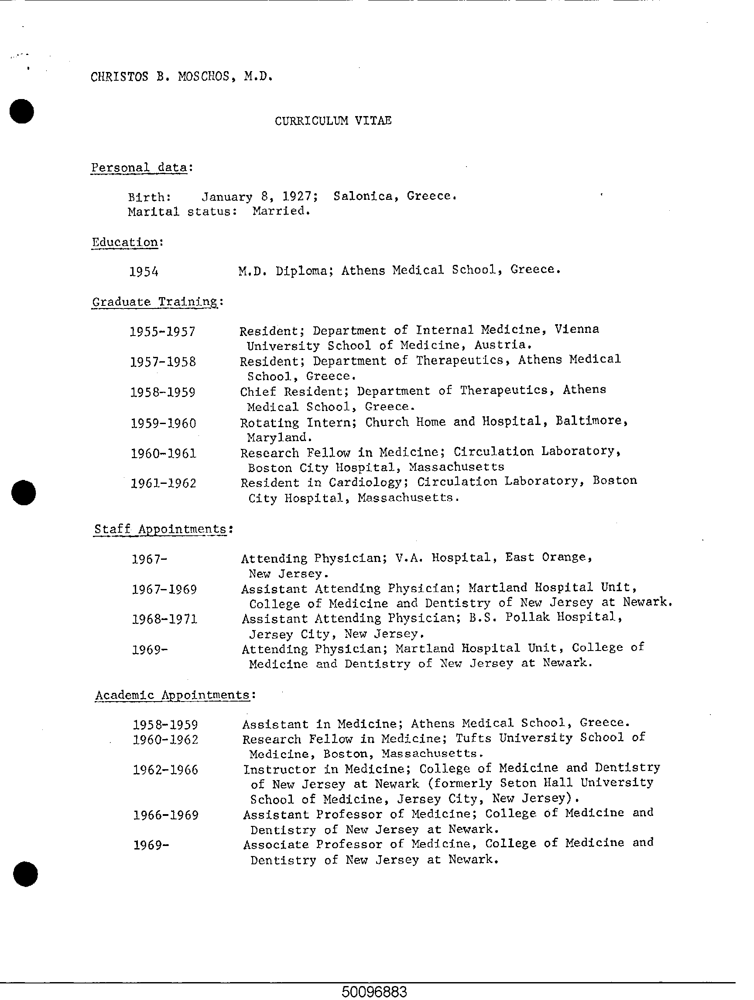 CHRISTOS B. MOSCHOS, M.D.
CURRICULUM VITAE
Personal data:
Birth: January 8, 1927; Salonica, Greece.
Marital status: Married.
Education:
1954 M.D. Diploma; Athens Medical School, Greece.
Graduate Training:
1955-1957 Resident; Department of Internal Medicine, Vienna
University School of Medicine, Austria.
1957-1958 Resident; Department of Therapeutics, Athens Medical
School, Greece.
1958-1959 Chief Resident; Department of Therapeutics, Athens
Medical School, Greece.
1959-1960 Rotating Intern; Church Home and Hospital, Baltimore,
Maryland.
1960-1961 Research Fellow in Medicine; Circulation Laboratory,
Boston City Hospital, Massachusetts
1961-1962 Resident in Cardiology; Circulation Laboratory, Boston
City Hospital, Massachusetts.
Staff Appointments:
1967- Attending Physician; V.A. Hospital, East Orange,
New Jersey.
1967-1969 Assistant Attending Physician; Martland Hospital Unit,
College of Medicine and Dentistry of New Jersey at Newark.
1968-1971 Assistant Attending Physician; B.S. Pollak Hospital,
Jersey City, New Jersey.
1969- Attending Physician; Martland Hospital Unit, College of
Medicine and Dentistry of New Jersey at Newark.
Academic Appointments:
1958-1959 Assistant in Medicine; Athens Medical School, Greece.
1960-1962 Research Fellow in Medicine; Tufts University School of
Medicine, Boston, Massachusetts.
1962-1966 Instructor in Medicine; College of Medicine and Dentistry
of New Jersey at Newark (formerly Seton Hall University
School of Medicine, Jersey City, New Jersey).
1966-1969 Assistant Professor of Medicine; College of Medicine and
Dentistry of New Jersey at Newark.
1969- Associate Professor of Medicine, College of Medicine and
Dentistry of New Jersey at Newark.
50096883